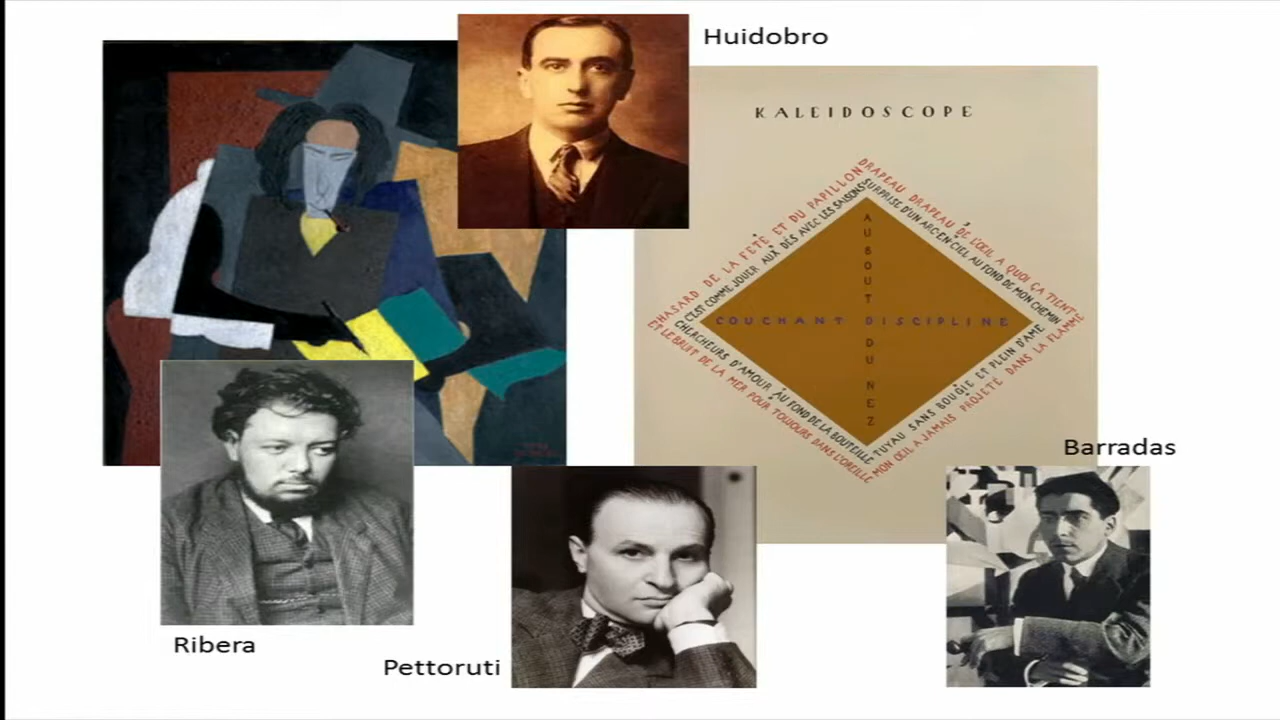 Huidobro
KALEIDOSCOPE
HASARD DE LA FÊTE ET DU PAPILLON
DRAPEAU DRAPEAU DE L'OEIL A QUOI ÇA TIENT
C'EST COMME JOUER AUX DÉS AVEC LES SAISONS
SURPRISE D'UN ARC-EN-CIEL AU FOND DE MON CHEMIN
AU BOUT DU NEZ
COUCHANT DISCIPLINE
CHERCHEURS D'AMOUR AU FOND DE LA BOUTEILLE
TUYAU SANS BOUGIE ET PLEIN D'AME
ET LE BRUIT DE LA MER POUR TOUJOURS DANS L'OREILLE
MON OEIL A JAMAIS PROJETE DANS LA FLAMME
Barradas
Ribera
Pettoruti